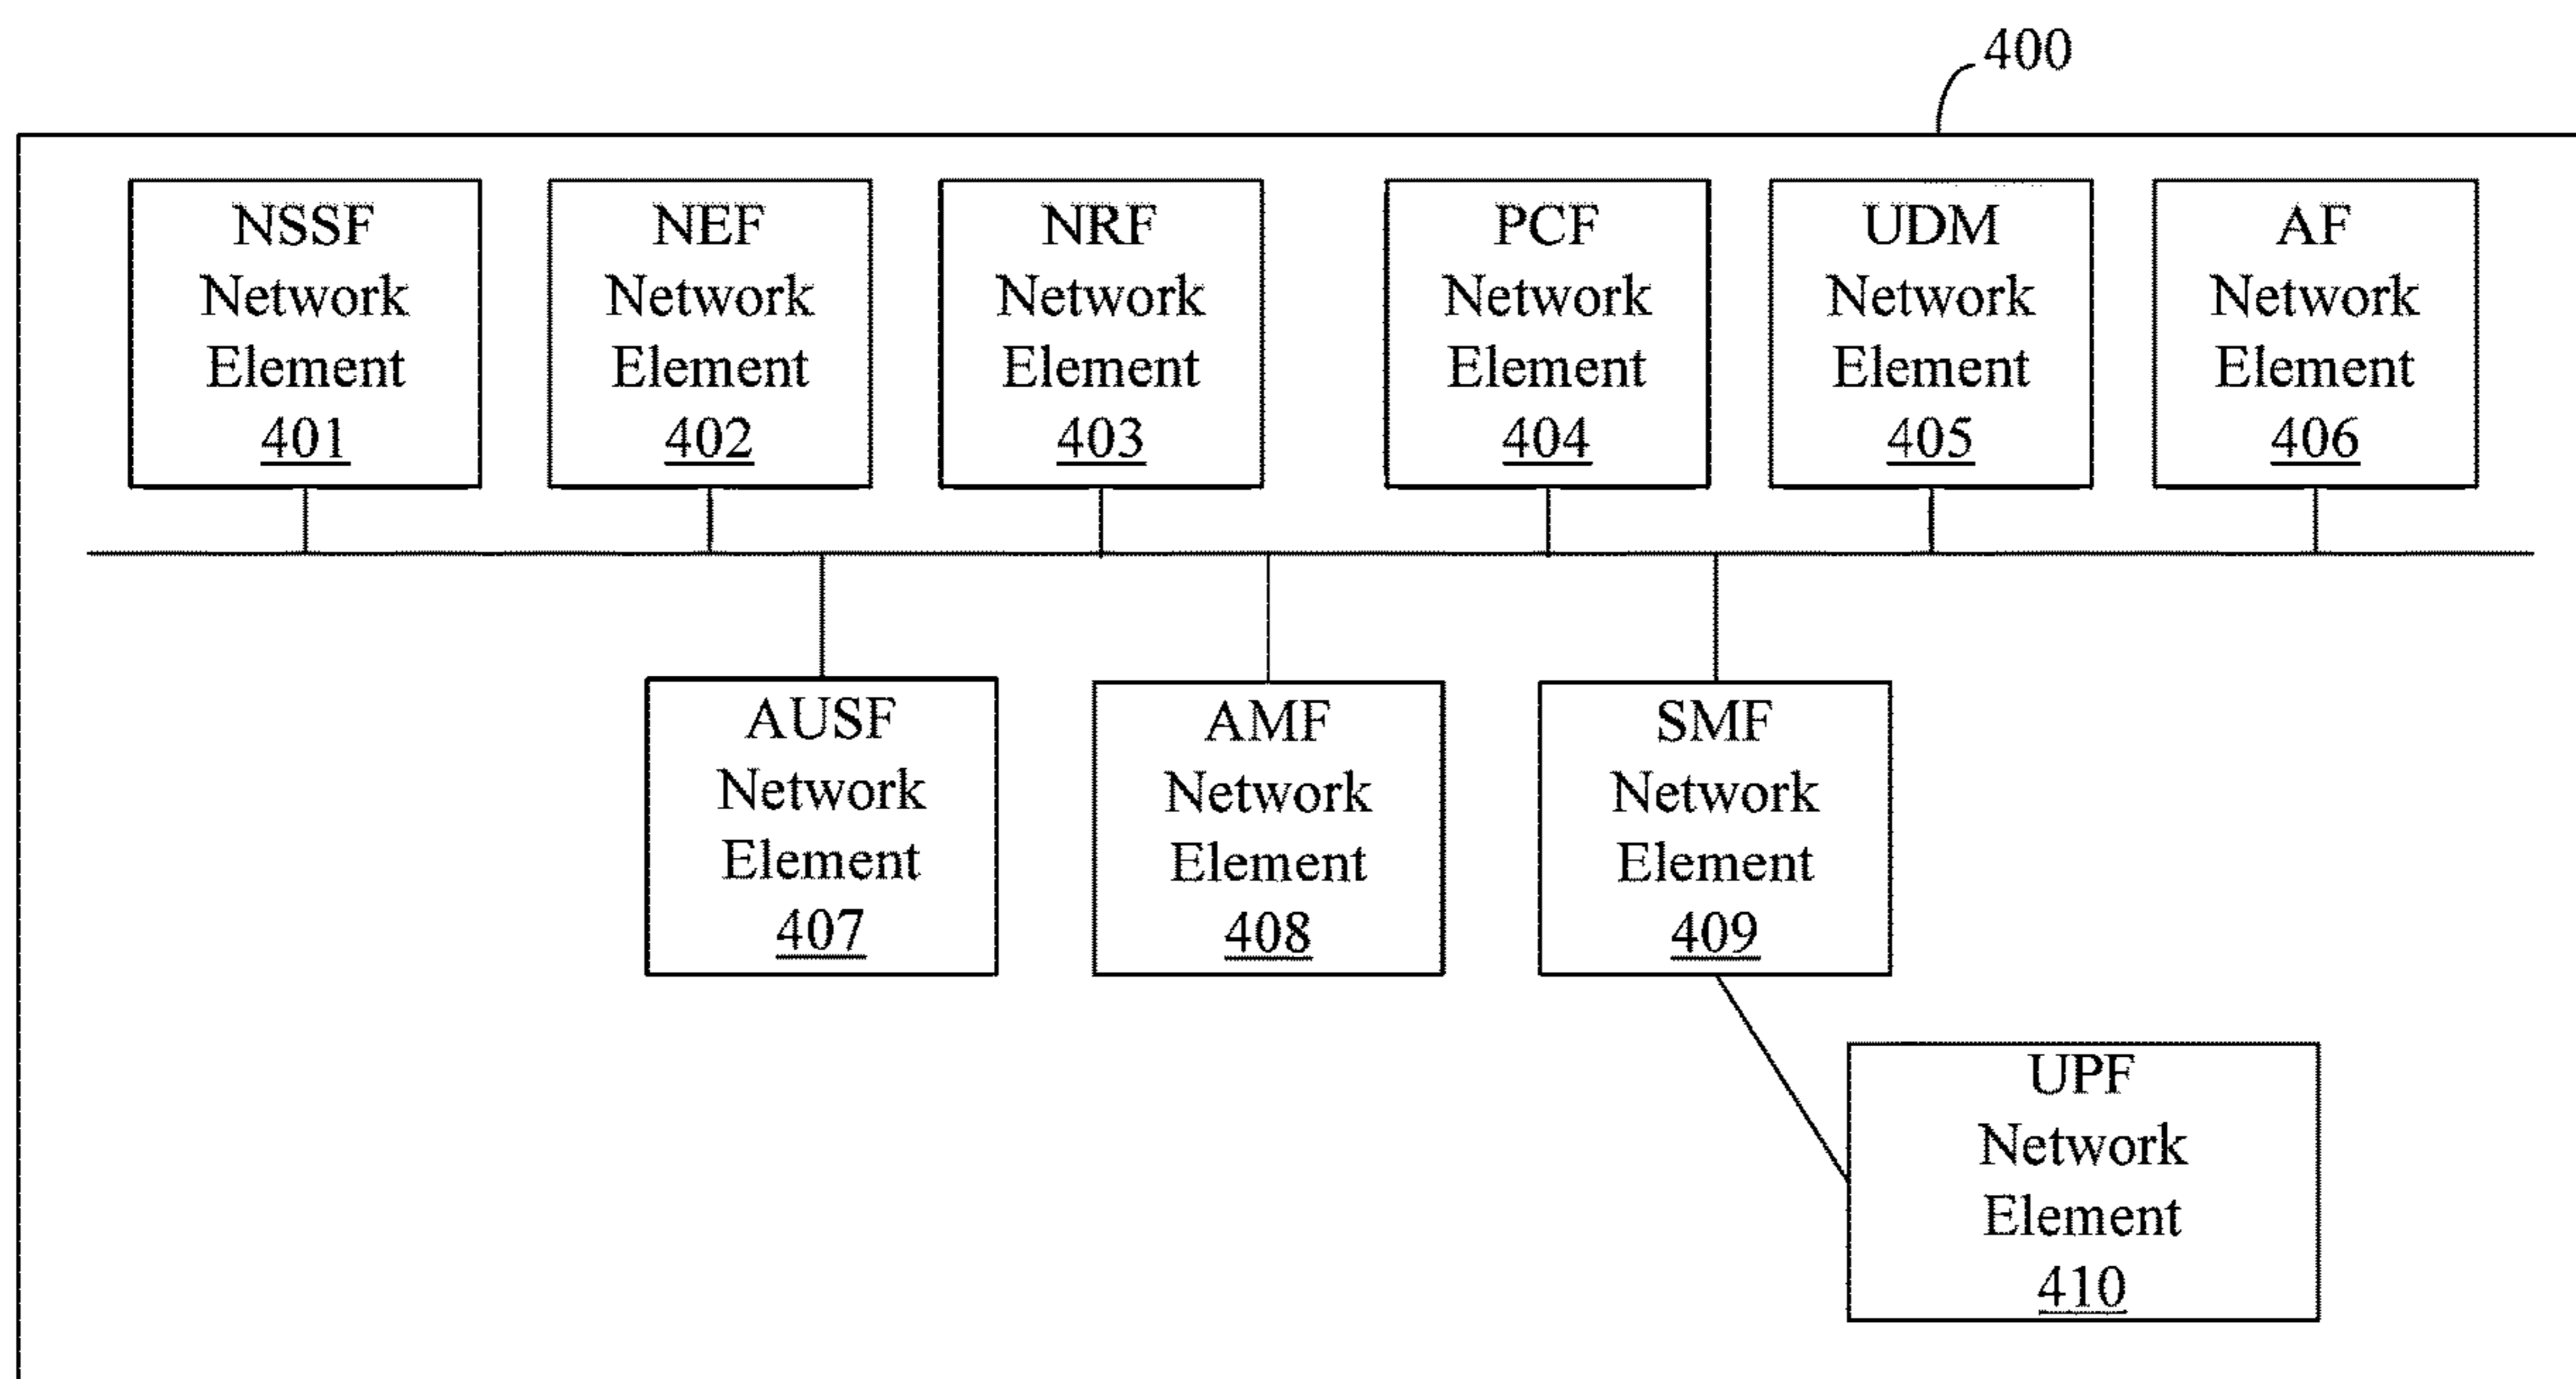 400
NSSF
Network
Element
401
NEF
Network
Element
402
NRF
Network
Element
403
PCF
Network
Element
404
UDM
Network
Element
405
AF
Network
Element
406
AUSF
Network
Element
407
AMF
Network
Element
408
SMF
Network
Element
409
UPF
Network
Element
410